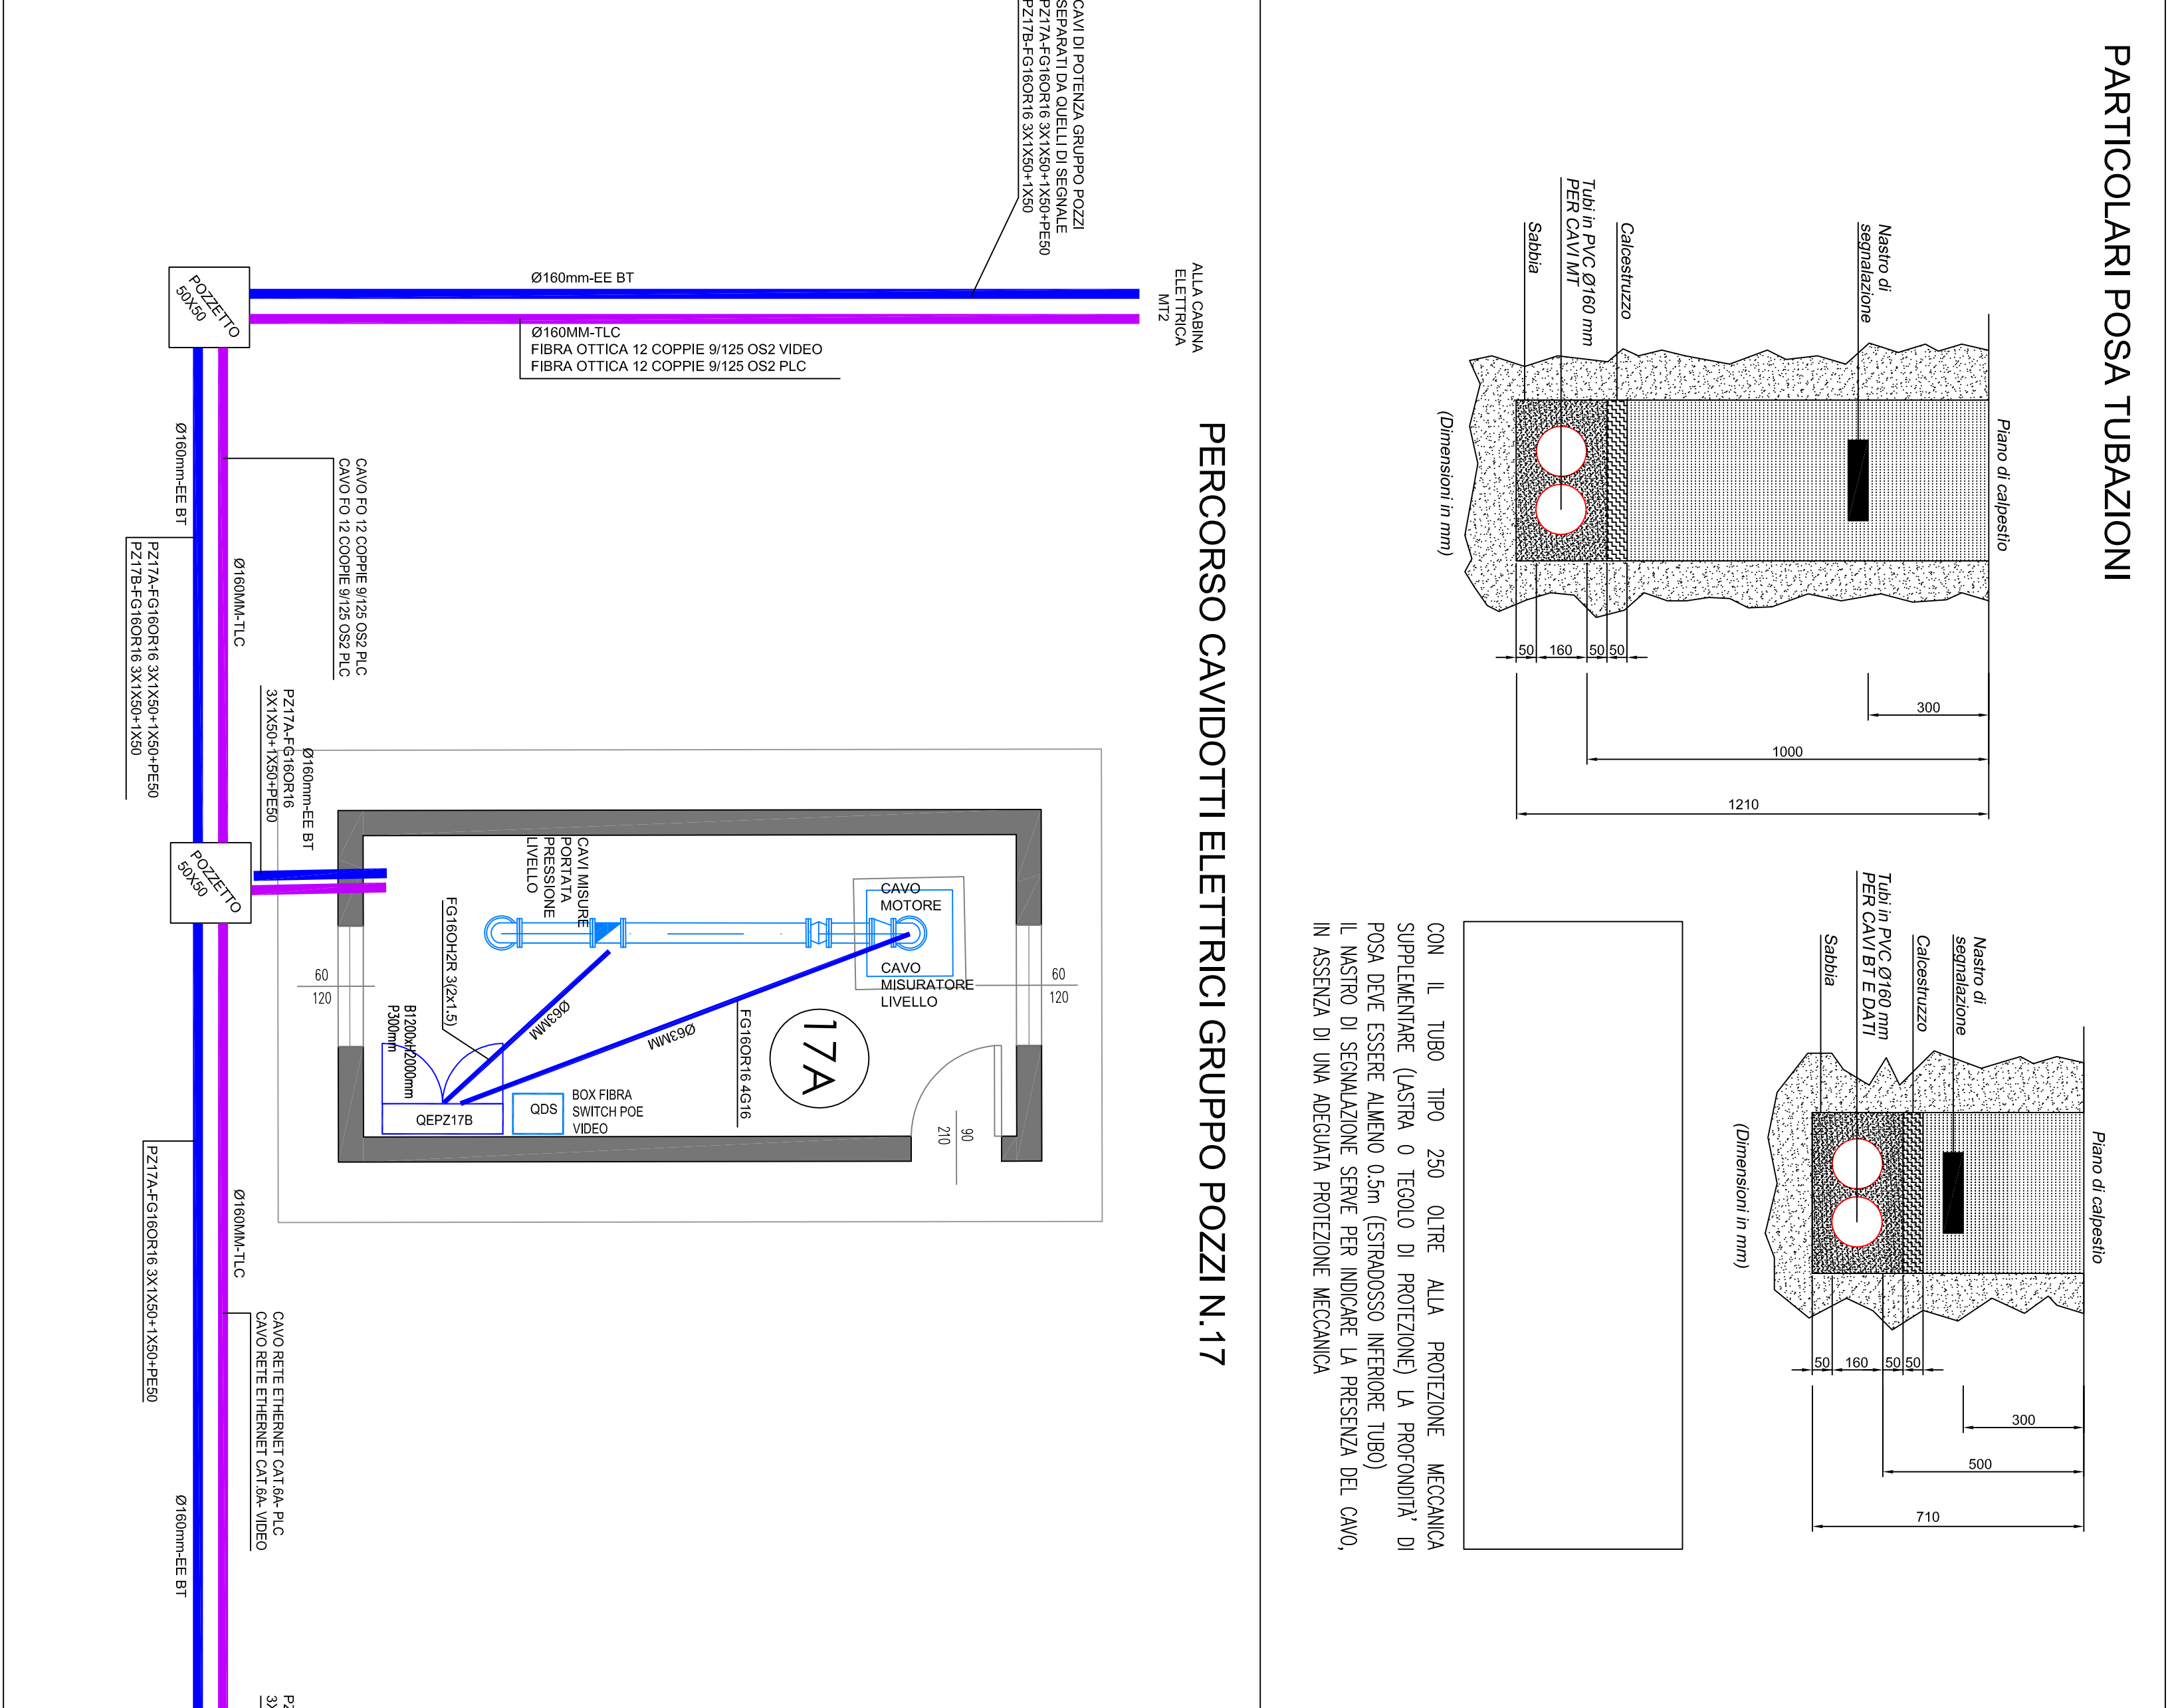 PARTICOLARI POSA TUBAZIONI
Piano di calpestio
Nastro di
segnalazione
Calcestruzzo
Tubi in PVC Ø160 mm
PER CAVI MT
Sabbia
(Dimensioni in mm)
50
160
50
50
300
1000
1210
Piano di calpestio
Nastro di
segnalazione
Calcestruzzo
Tubi in PVC Ø160 mm
PER CAVI BT E DATI
Sabbia
(Dimensioni in mm)
50
160
50
50
300
500
710
CON IL TUBO TIPO 250 OLTRE ALLA PROTEZIONE MECCANICA
SUPPLEMENTARE (LASTRA O TEGOLO DI PROTEZIONE) LA PROFONDITÀ' DI
POSA DEVE ESSERE ALMENO 0.5m (ESTRADOSSO INFERIORE TUBO)
IL NASTRO DI SEGNALAZIONE SERVE PER INDICARE LA PRESENZA DEL CAVO,
IN ASSENZA DI UNA ADEGUATA PROTEZIONE MECCANICA
PERCORSO CAVIDOTTI ELETTRICI GRUPPO POZZI N.17
ALLA CABINA
ELETTRICA
MT2
CAVI DI POTENZA GRUPPO POZZI
SEPARATI DA QUELLI DI SEGNALE
PZ17A-FG16OR16 3X1X50+1X50+PE50
PZ17B-FG16OR16 3X1X50+1X50
Ø160mm-EE BT
Ø160MM-TLC
FIBRA OTTICA 12 COPPIE 9/125 OS2 VIDEO
FIBRA OTTICA 12 COPPIE 9/125 OS2 PLC
POZZETTO
50X50
CAVO FO 12 COPPIE 9/125 OS2 PLC
CAVO FO 12 COOPIE 9/125 OS2 PLC
Ø160MM-TLC
Ø160mm-EE BT
PZ17A-FG16OR16 3X1X50+1X50+PE50
PZ17B-FG16OR16 3X1X50+1X50
Ø160mm-EE BT
PZ17A-FG16OR16
3X1X50+1X50+PE50
POZZETTO
50X50
CAVI MISURE
PORTATA
PRESSIONE
LIVELLO
FG16OH2R 3(2x1.5)
CAVO
MOTORE
CAVO
MISURATORE
LIVELLO
60
120
60
120
17A
FG16OR16 4G16
Ø63MM
Ø63MM
B1200xH2000mm
P300mm
QEPZ17B
QDS
BOX FIBRA
SWITCH POE
VIDEO
90
210
Ø160MM-TLC
CAVO RETE ETHERNET CAT.6A- PLC
CAVO RETE ETHERNET CAT.6A- VIDEO
PZ17A-FG16OR16 3X1X50+1X50+PE50
Ø160mm-EE BT
PZ
3X